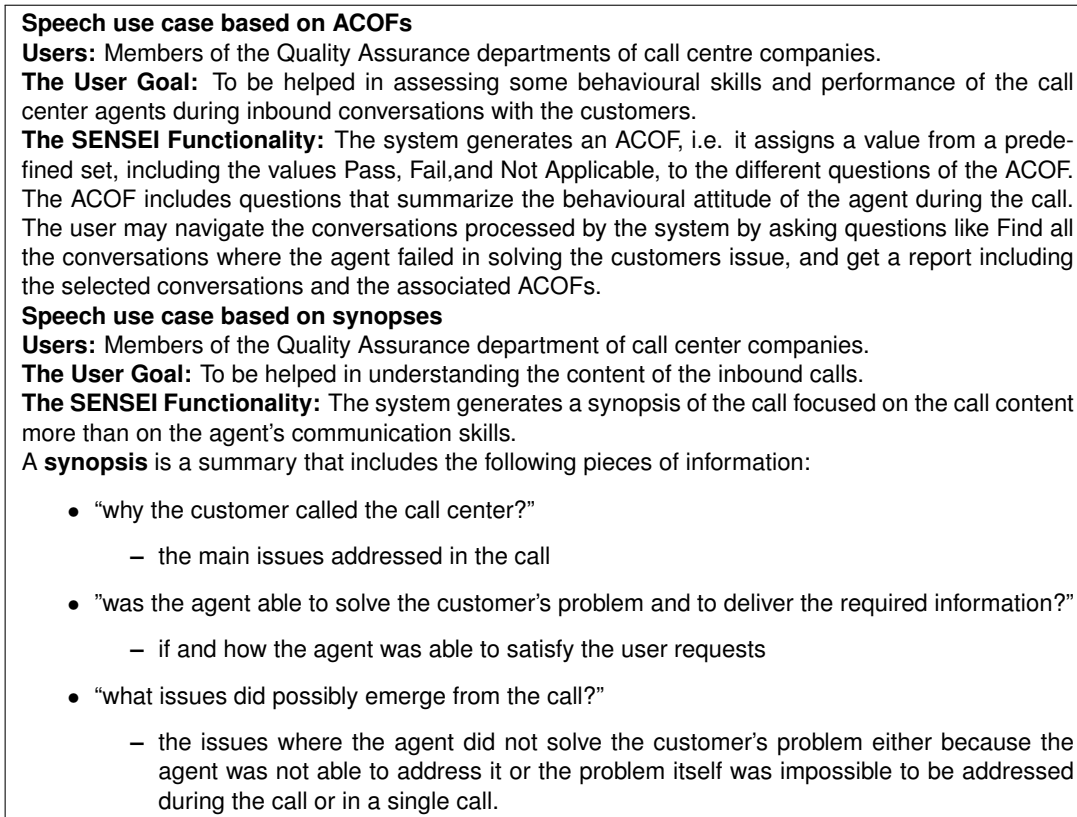 Speech use case based on ACOFs
Users: Members of the Quality Assurance departments of call centre companies.
The User Goal: To be helped in assessing some behavioural skills and performance of the call
center agents during inbound conversations with the customers.
The SENSEI Functionality: The system generates an ACOF, i.e. it assigns a value from a prede-
fined set, including the values Pass, Fail,and Not Applicable, to the different questions of the ACOF.
The ACOF includes questions that summarize the behavioural attitude of the agent during the call.
The user may navigate the conversations processed by the system by asking questions like Find all
the conversations where the agent failed in solving the customers issue, and get a report including
the selected conversations and the associated ACOFs.
Speech use case based on synopses
Users: Members of the Quality Assurance department of call center companies.
The User Goal: To be helped in understanding the content of the inbound calls.
The SENSEI Functionality: The system generates a synopsis of the call focused on the call content
more than on the agent's communication skills.
A synopsis is a summary that includes the following pieces of information:
• “why the customer called the call center?”
– the main issues addressed in the call
• ”was the agent able to solve the customer's problem and to deliver the required information?”
– if and how the agent was able to satisfy the user requests
• “what issues did possibly emerge from the call?”
– the issues where the agent did not solve the customer's problem either because the
agent was not able to address it or the problem itself was impossible to be addressed
during the call or in a single call.